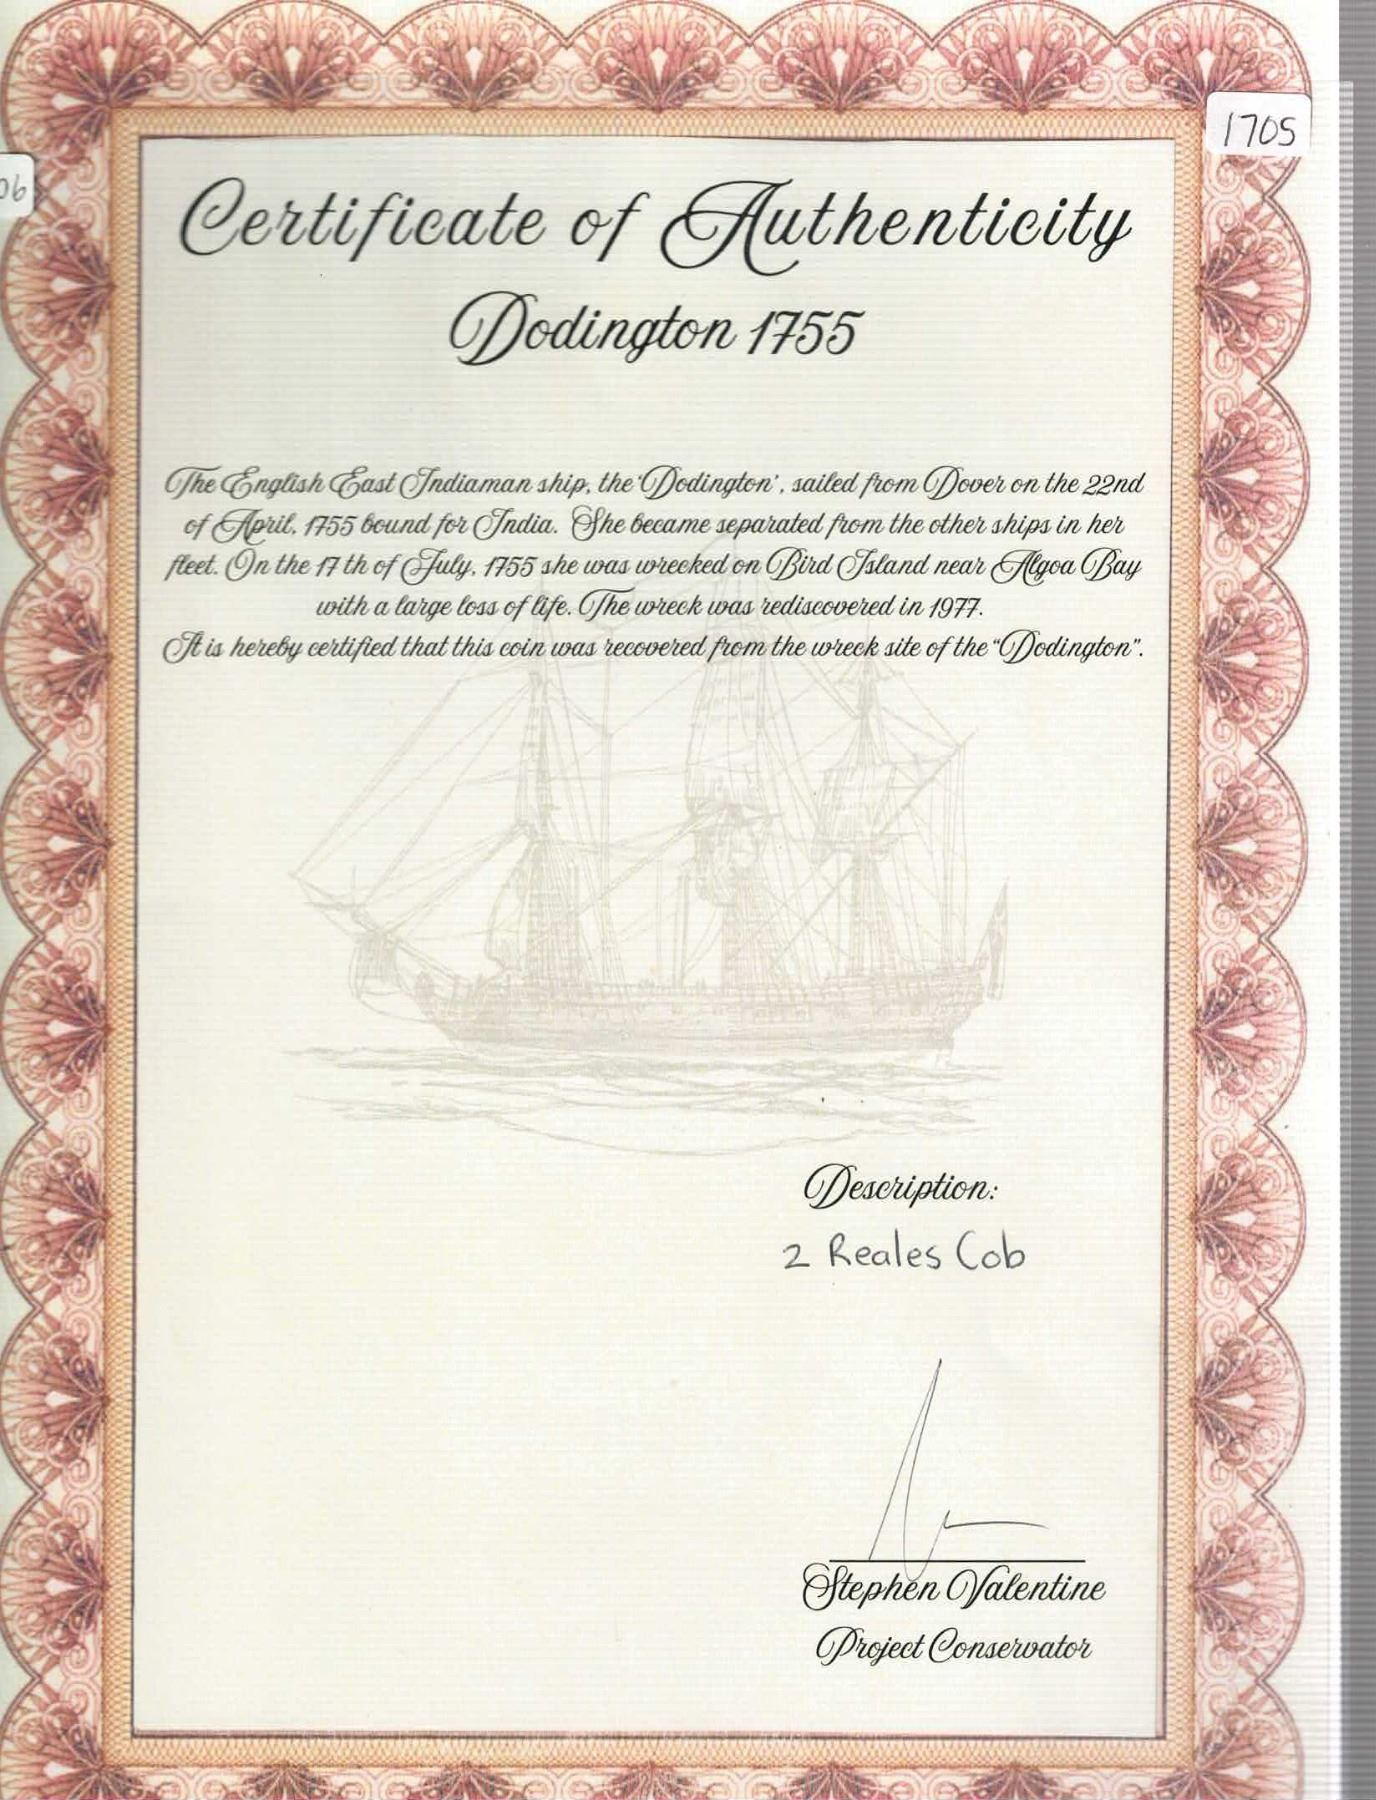 1705
06
Certificate of Authenticity
Dodington 1755
The English East Indiaman ship, the 'Dodington', sailed from Dover on the 22nd
of April, 1755 bound for India. She became separated from the other ships in her
fleet. On the 17 th of July, 1755 she was wrecked on Bird Island near Algoa Bay
with a large loss of life. The wreck was rediscovered in 1977.
It is hereby certified that this coin was recovered from the wreck site of the "Dodington".
Description:
2 Reales Cob
Stephen Valentine
Project Conservator